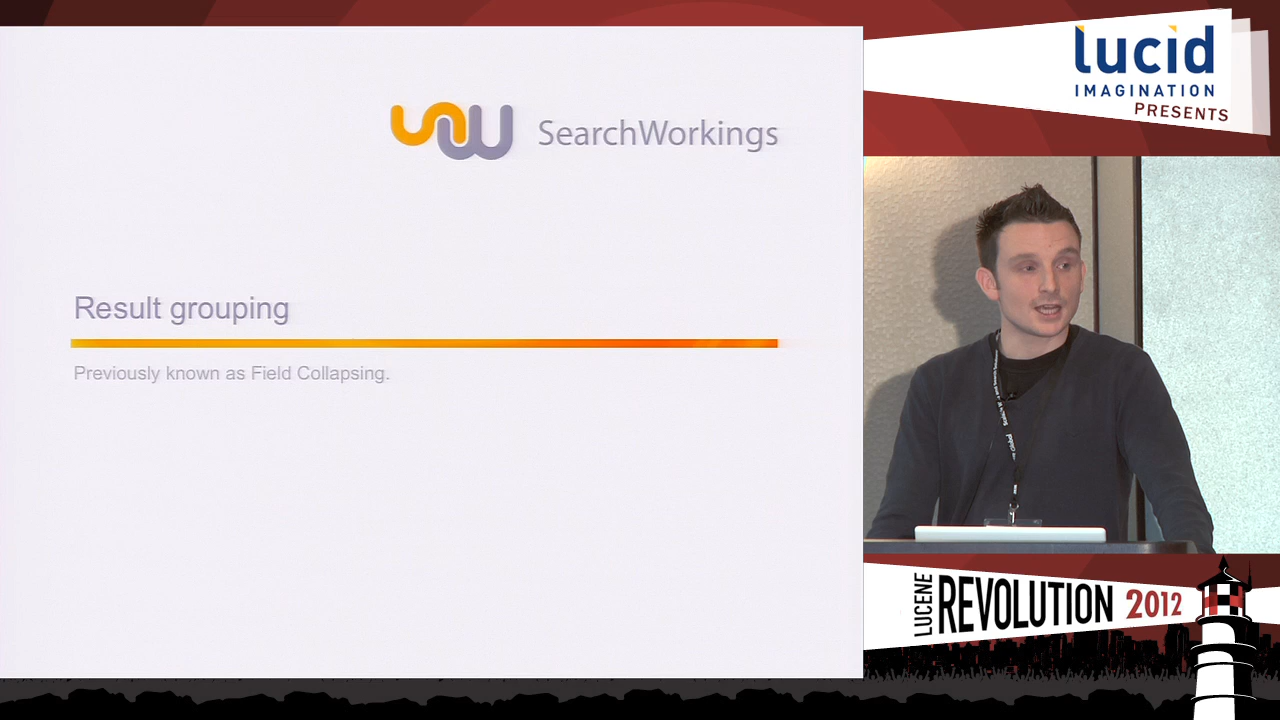 SearchWorkings
Result grouping
Previously known as Field Collapsing.
lucid
IMAGINATION
PRESENTS
LUCENE
REVOLUTION 2012